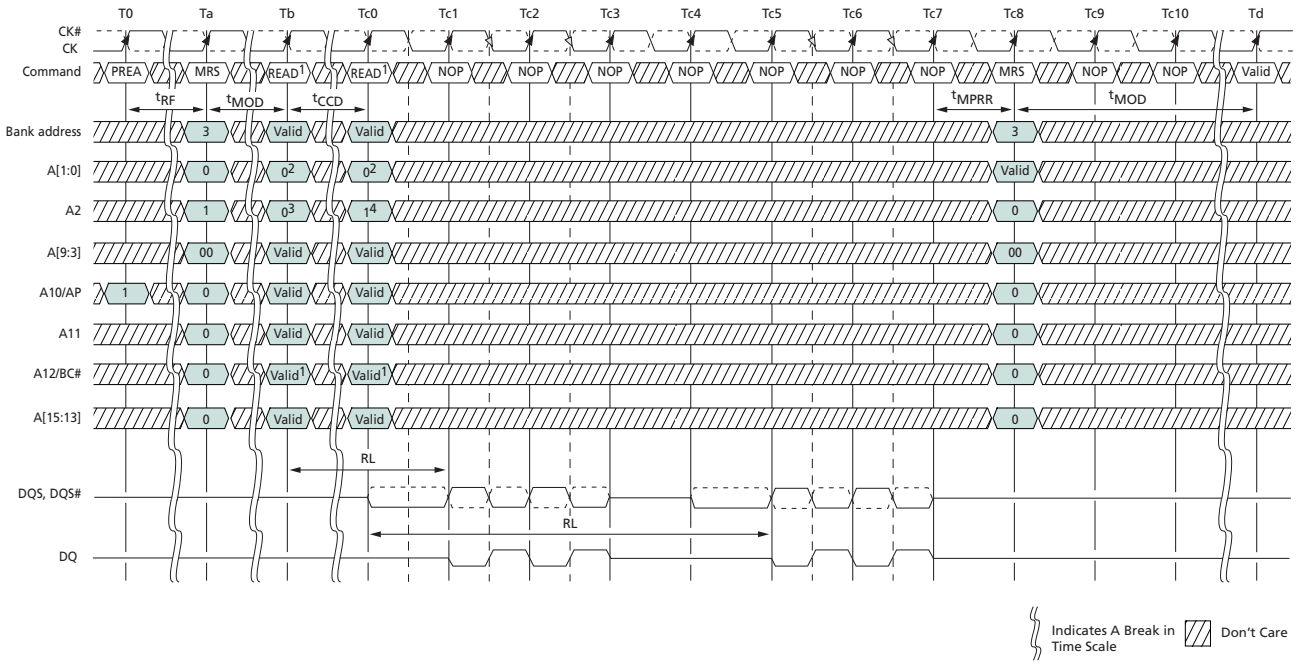 T0 Ta Tb Tc0 Tc1 Tc2 Tc3 Tc4 Tc5 Tc6 Tc7 Tc8 Tc9 Tc10 Td
CK#
CK
Command PREA MRS READ1 READ1 NOP NOP NOP NOP NOP NOP NOP MRS NOP NOP Valid
tRF tMOD tCCD tMPRR tMOD
Bank address 3 Valid Valid 3
A[1:0] 0 02 02 Valid
A2 1 03 14 0
A[9:3] 00 Valid Valid 00
A10/AP 1 0 Valid Valid 0
A11 0 Valid Valid 0
A12/BC# 0 Valid1 Valid1 0
A[15:13] 0 Valid Valid 0
RL
DQS, DQS#
RL
DQ
Indicates A Break in
Time Scale
Don't Care